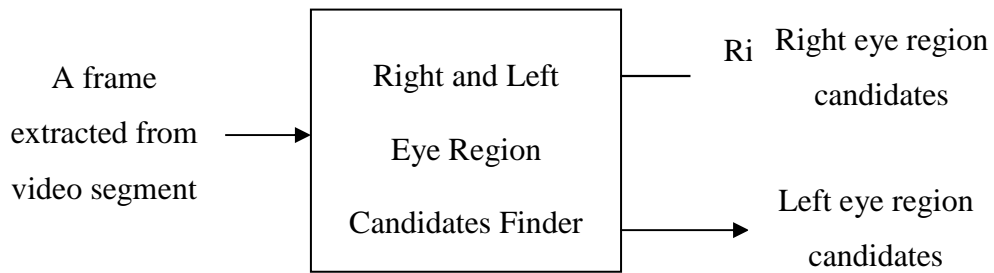 A frame
extracted from
video segment
Right and Left
Eye Region
Candidates Finder
Ri
Right eye region
candidates
Left eye region
candidates